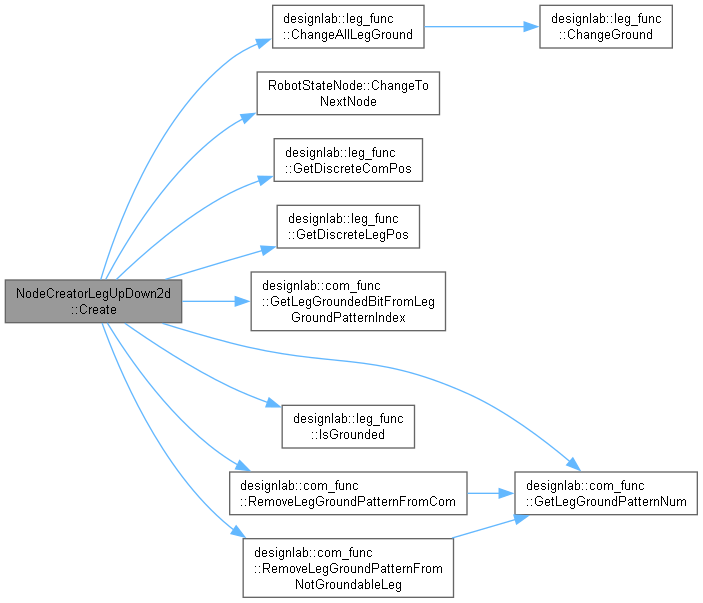 designlab::leg_func
::ChangeAllLegGround
designlab::leg_func
::ChangeGround
RobotStateNode::ChangeTo
NextNode
designlab::leg_func
::GetDiscreteComPos
designlab::leg_func
::GetDiscreteLegPos
NodeCreatorLegUpDown2d
::Create
designlab::com_func
::GetLegGroundedBitFromLeg
GroundPatternIndex
designlab::leg_func
::IsGrounded
designlab::com_func
::RemoveLegGroundPatternFromCom
designlab::com_func
::GetLegGroundPatternNum
designlab::com_func
::RemoveLegGroundPatternFrom
NotGroundableLeg